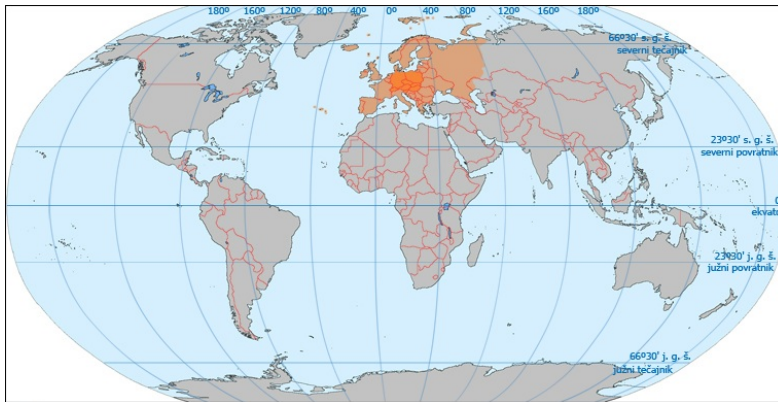 180º 160º 120º 80º 40º 0º 40º 80º 120º 160º 180º
66º30' s. g. š.
severni tečajnik
23º30' s. g. š.
severni povratnik
0
ekvat
23º30' j. g. š.
južni povratnik
66º30' j. g. š.
južni tečajnik